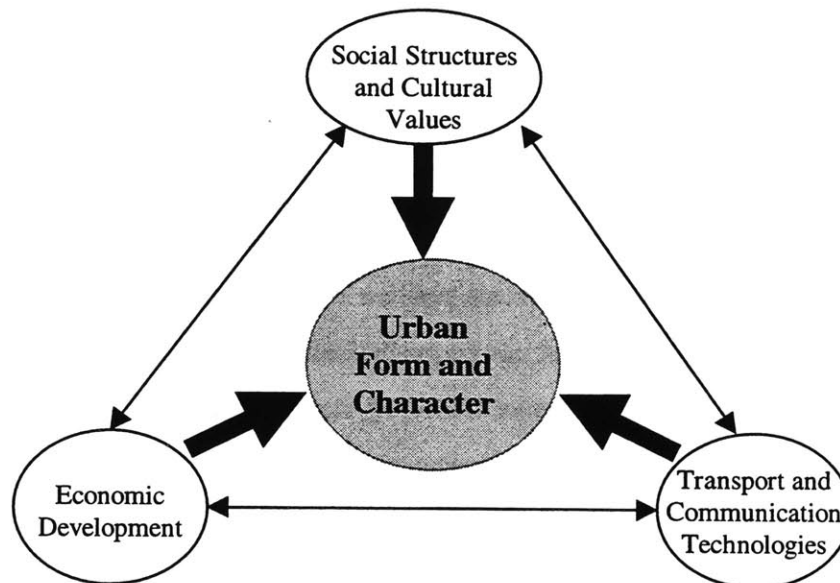 Social Structures
and Cultural
Values
Urban
Form and
Character
Economic
Development
Transport and
Communication
Technologies